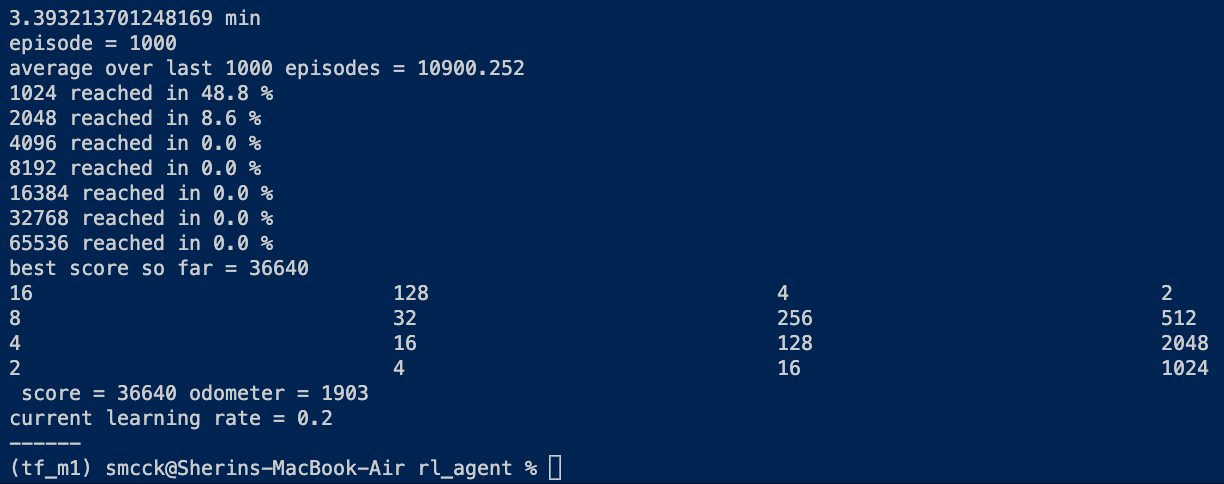 3.393213701248169 min
episode = 1000
average over last 1000 episodes = 10900.252
1024 reached in 48.8 %
2048 reached in 8.6 %
4096 reached in 0.0 %
8192 reached in 0.0 %
16384 reached in 0.0 %
32768 reached in 0.0 %
65536 reached in 0.0 %
best score so far = 36640
16 128 4 2
8 32 256 512
4 16 128 2048
2 4 16 1024
score = 36640 odometer = 1903
current learning rate = 0.2
------
(tf_m1) smcck@Sherins-MacBook-Air rl_agent %